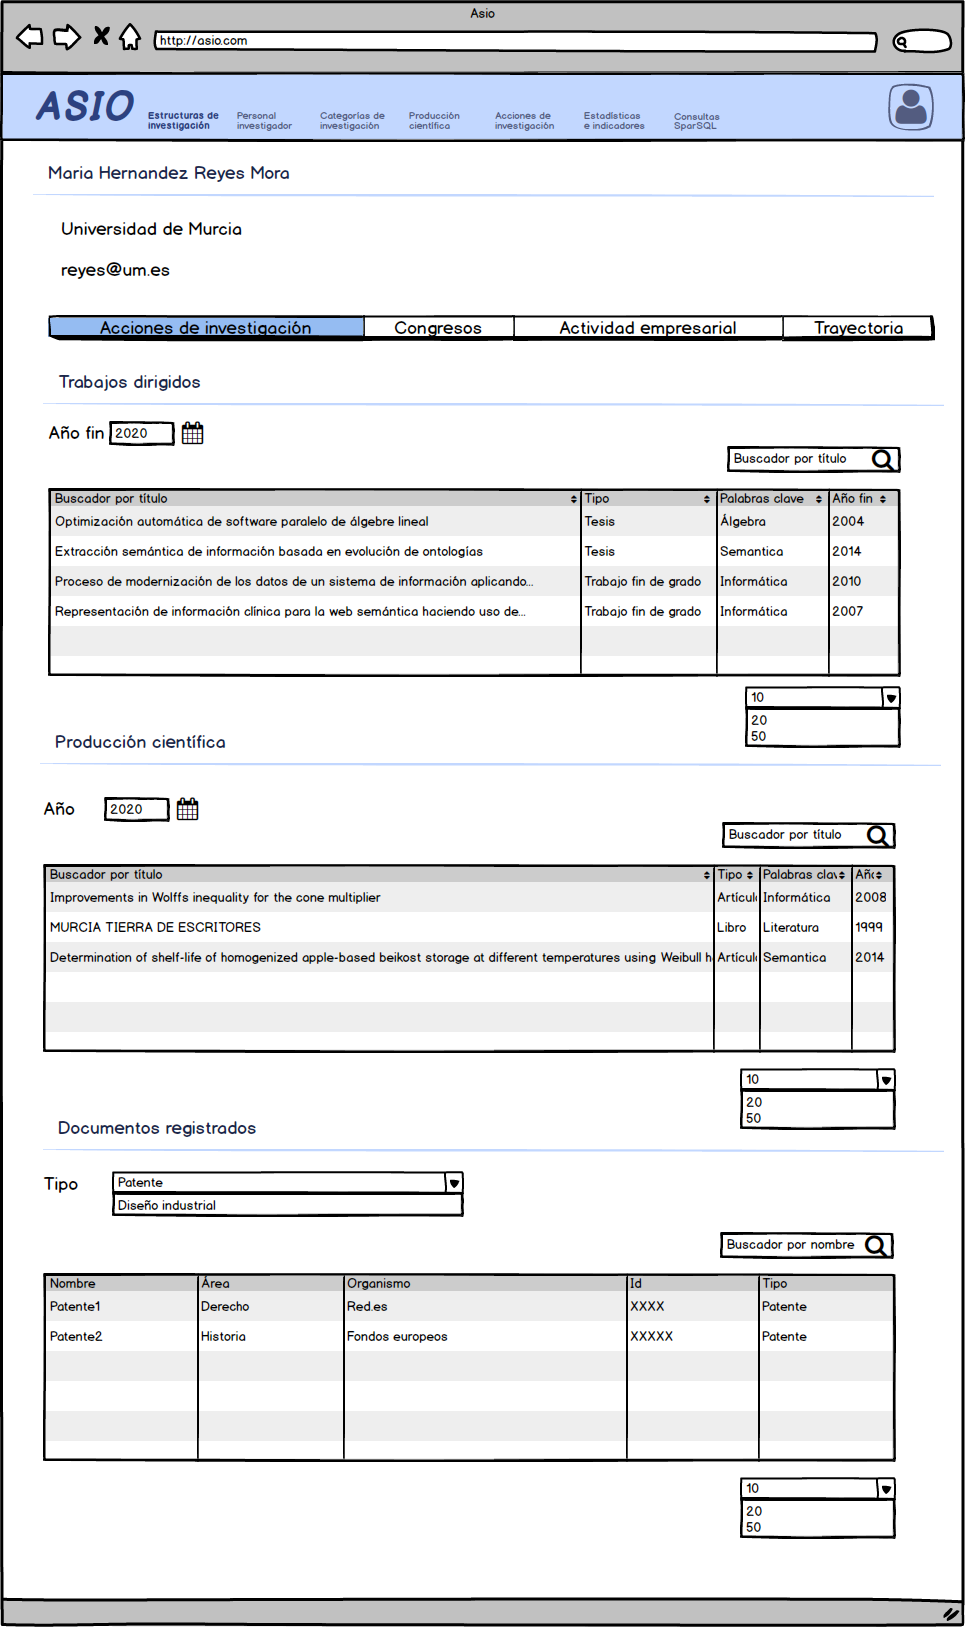 Asio
http://asio.com
ASIO
Estructuras de investigación
Personal investigador
Categorías de investigación
Producción científica
Acciones de investigación
Estadísticas e indicadores
Consultas SparSQL
Maria Hernandez Reyes Mora
Universidad de Murcia
reyes@um.es
Acciones de investigación Congresos Actividad empresarial Trayectoria
Trabajos dirigidos
Año fin 2020
Buscador por título
Buscador por título Tipo Palabras clave Año fin
Optimización automática de software paralelo de álgebre lineal Tesis Álgebra 2004
Extracción semántica de información basada en evolución de ontologías Tesis Semantica 2014
Proceso de modernización de los datos de un sistema de información aplicando... Trabajo fin de grado Informática 2010
Representación de información clínica para la web semántica haciendo uso de... Trabajo fin de grado Informática 2007
10
20
50
Producción científica
Año 2020
Buscador por título
Buscador por título Tipo Palabras clav Año
Improvements in Wolffs inequality for the cone multiplier Artícul Informática 2008
MURCIA TIERRA DE ESCRITORES Libro Literatura 1999
Determination of shelf-life of homogenized apple-based beikost storage at different temperatures using Weibull h Artícul Semantica 2014
10
20
50
Documentos registrados
Tipo Patente
Diseño industrial
Buscador por nombre
Nombre Área Organismo Id Tipo
Patente1 Derecho Red.es XXXX Patente
Patente2 Historia Fondos europeos XXXXX Patente
10
20
50